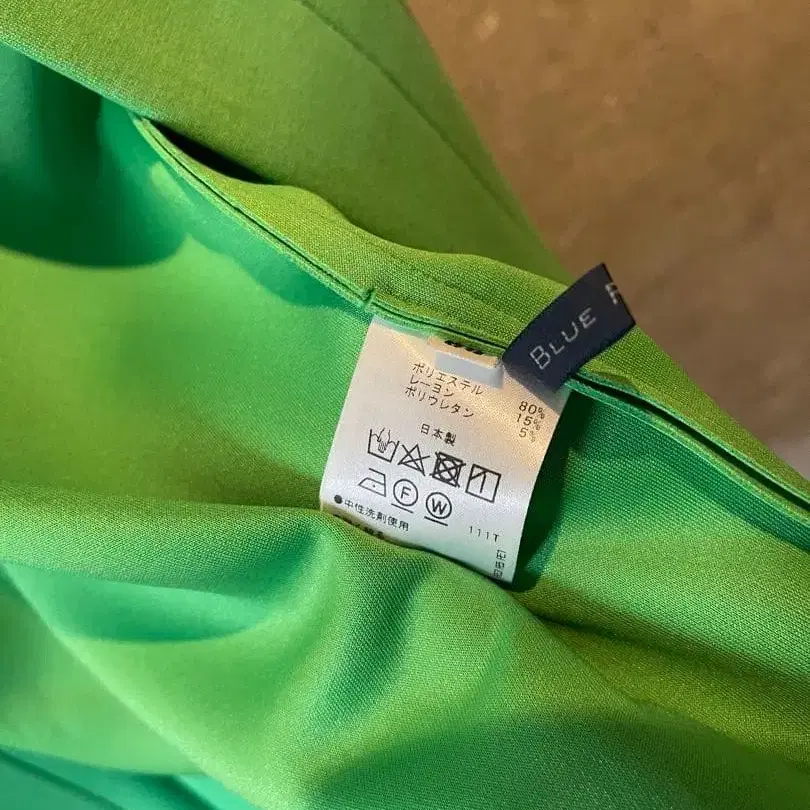 BLUE
ポリエステル 80%
レーヨン 15%
ポリウレタン 5%
日本製
F W
●中性洗剤使用
111T